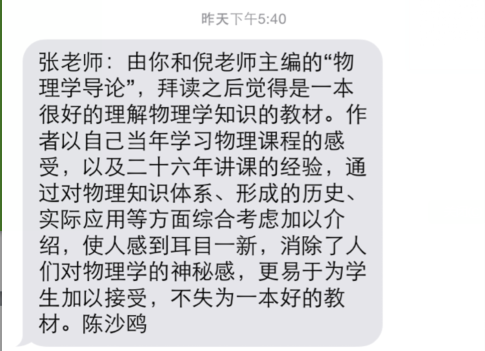 昨天下午5:40
张老师：由你和倪老师主编的“物
理学导论”，拜读之后觉得是一本
很好的理解物理学知识的教材。作
者以自己当年学习物理课程的感
受，以及二十六年讲课的经验，通
过对物理知识体系、形成的历史、
实际应用等方面综合考虑加以介
绍，使人感到耳目一新，消除了人
们对物理学的神秘感，更易于为学
生加以接受，不失为一本好的教
材。陈沙鸥